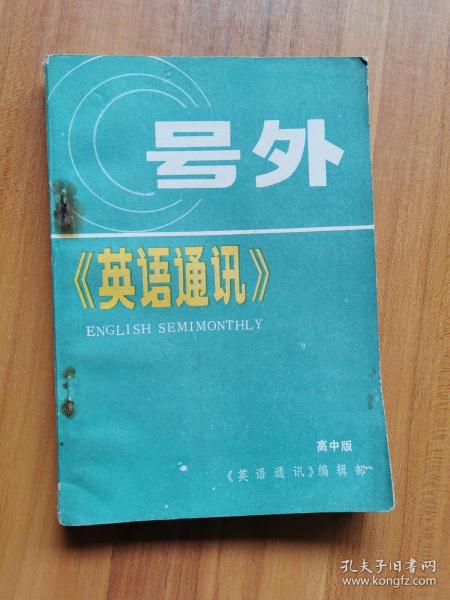 号外
《英语通讯》
ENGLISH SEMIMONTHLY
高中版
《英语通讯》编辑部
孔夫子旧书网
www.kongfz.com